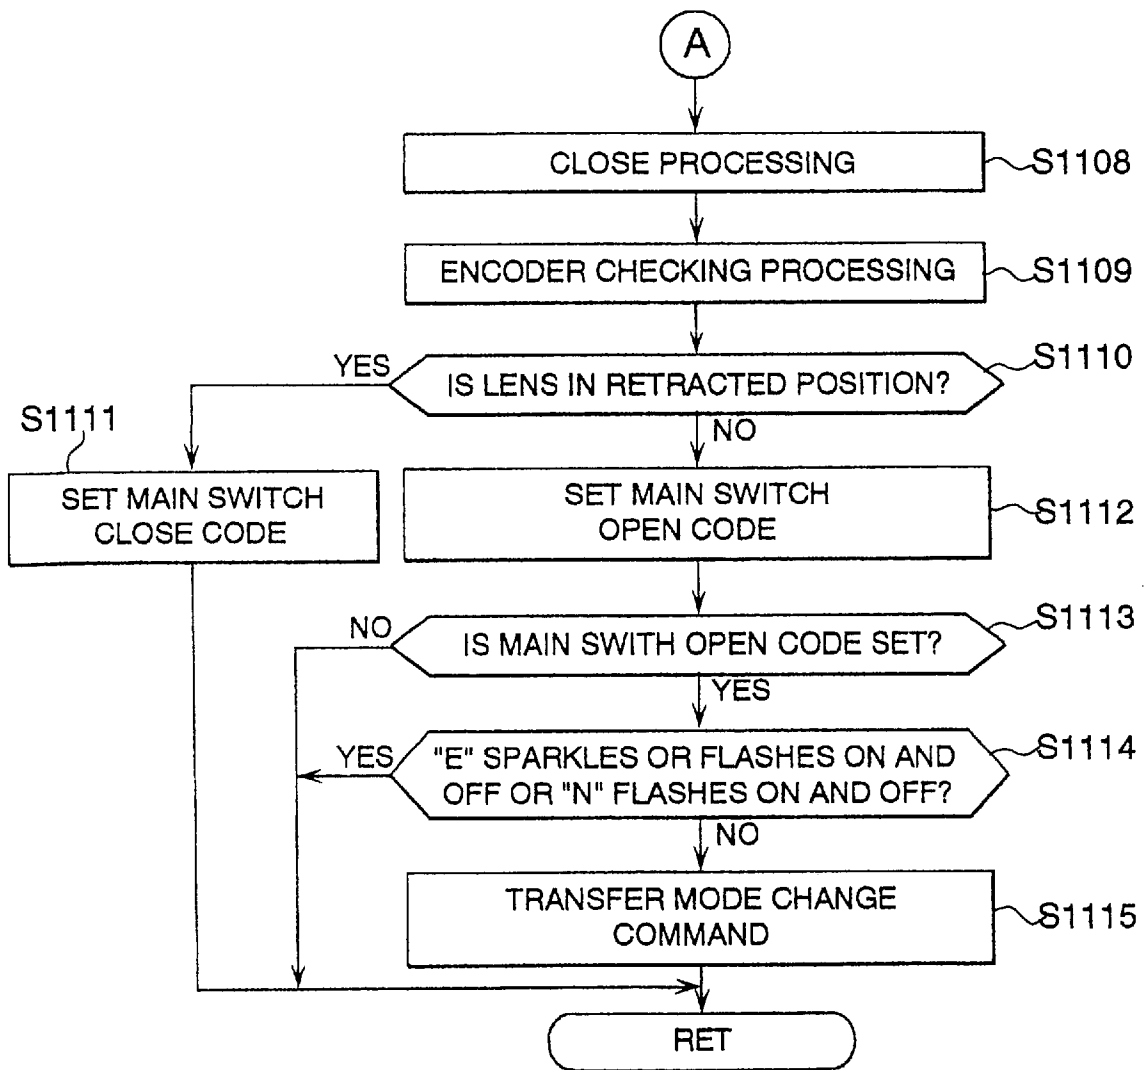 A
CLOSE PROCESSING
S1108
ENCODER CHECKING PROCESSING
S1109
YES
IS LENS IN RETRACTED POSITION?
S1110
NO
S1111
SET MAIN SWITCH
CLOSE CODE
SET MAIN SWITCH
OPEN CODE
S1112
NO
IS MAIN SWITH OPEN CODE SET?
S1113
YES
YES
"E" SPARKLES OR FLASHES ON AND
OFF OR "N" FLASHES ON AND OFF?
S1114
NO
TRANSFER MODE CHANGE
COMMAND
S1115
RET